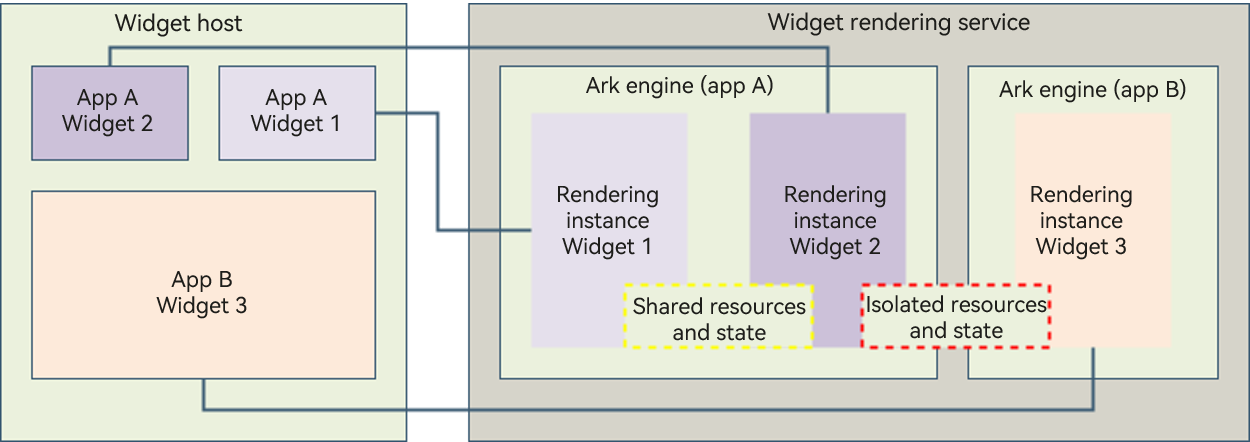 Widget host
App A
Widget 2
App A
Widget 1
App B
Widget 3
Widget rendering service
Ark engine (app A)
Rendering
instance
Widget 1
Rendering
instance
Widget 2
Shared resources
and state
Isolated resources
and state
Ark engine (app B)
Rendering
instance
Widget 3